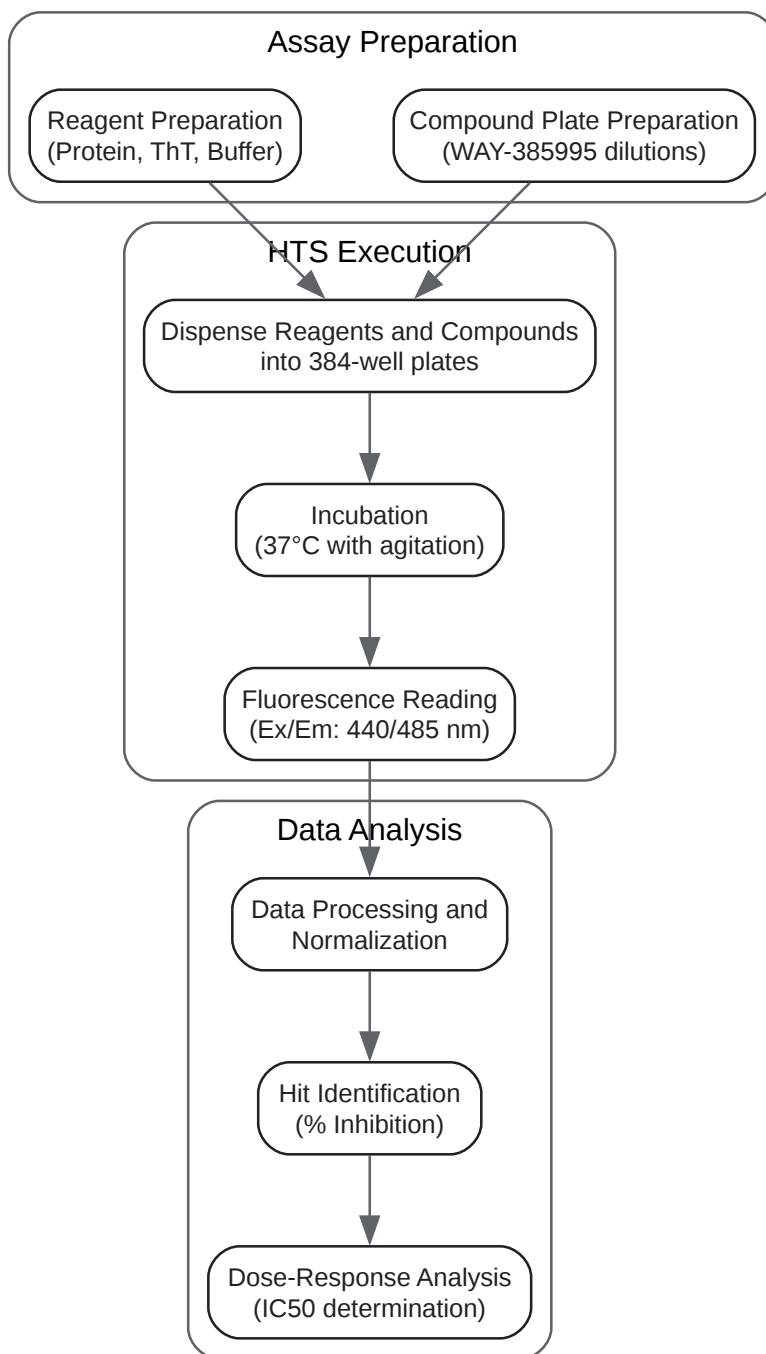 Assay Preparation
Reagent Preparation
(Protein, ThT, Buffer)
Compound Plate Preparation
(WAY-385995 dilutions)
HTS Execution
Dispense Reagents and Compounds
into 384-well plates
Incubation
(37°C with agitation)
Fluorescence Reading
(Ex/Em: 440/485 nm)
Data Analysis
Data Processing and
Normalization
Hit Identification
(% Inhibition)
Dose-Response Analysis
(IC50 determination)